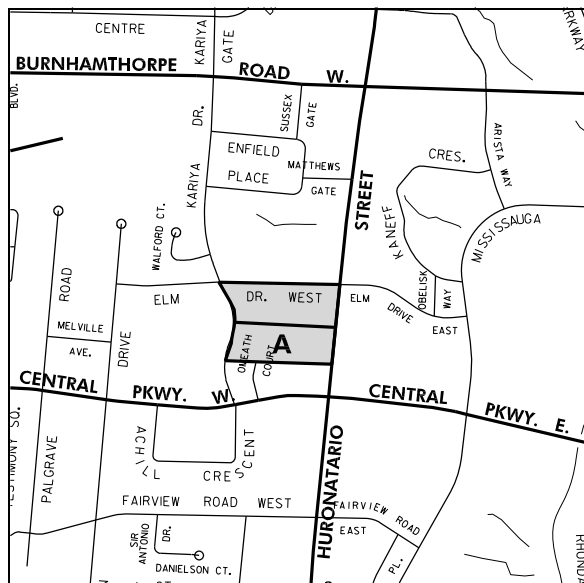 CENTRE
KARIYA
GATE
RKWAY
BURNHAMTHORPE ROAD W.
BLVD.
DR.
SUSSEX
GATE
ENFIELD
PLACE
MATTHEWS
GATE
KARIYA
STREET
CRES.
ARISTA WAY
KANEFF
MISSISSAUGA
WALFORD CT.
ROAD
ELM
DR. WEST
ELM
DRIVE
EAST
OBELISK
WAY
MELVILLE
AVE.
DRIVE
ONEATH
COURT
A
CENTRAL PKWY. W.
CENTRAL PKWY. E.
ACHILL CRESCENT
PALGRAVE
HURONATARIO
FAIRVIEW ROAD WEST
FAIRVIEW ROAD
EAST
SIR
ANTONIO
DR.
DANIELSON CT.
PL.